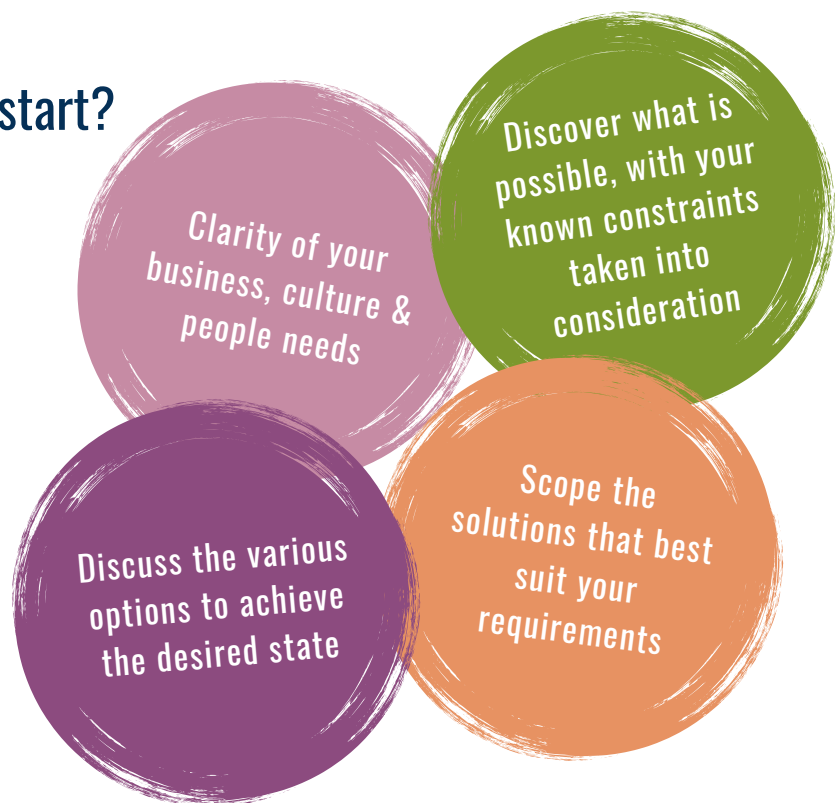 start?
Clarity of your
business, culture &
people needs
Discover what is
possible, with your
known constraints
taken into
consideration
Discuss the various
options to achieve
the desired state
Scope the
solutions that best
suit your
requirements